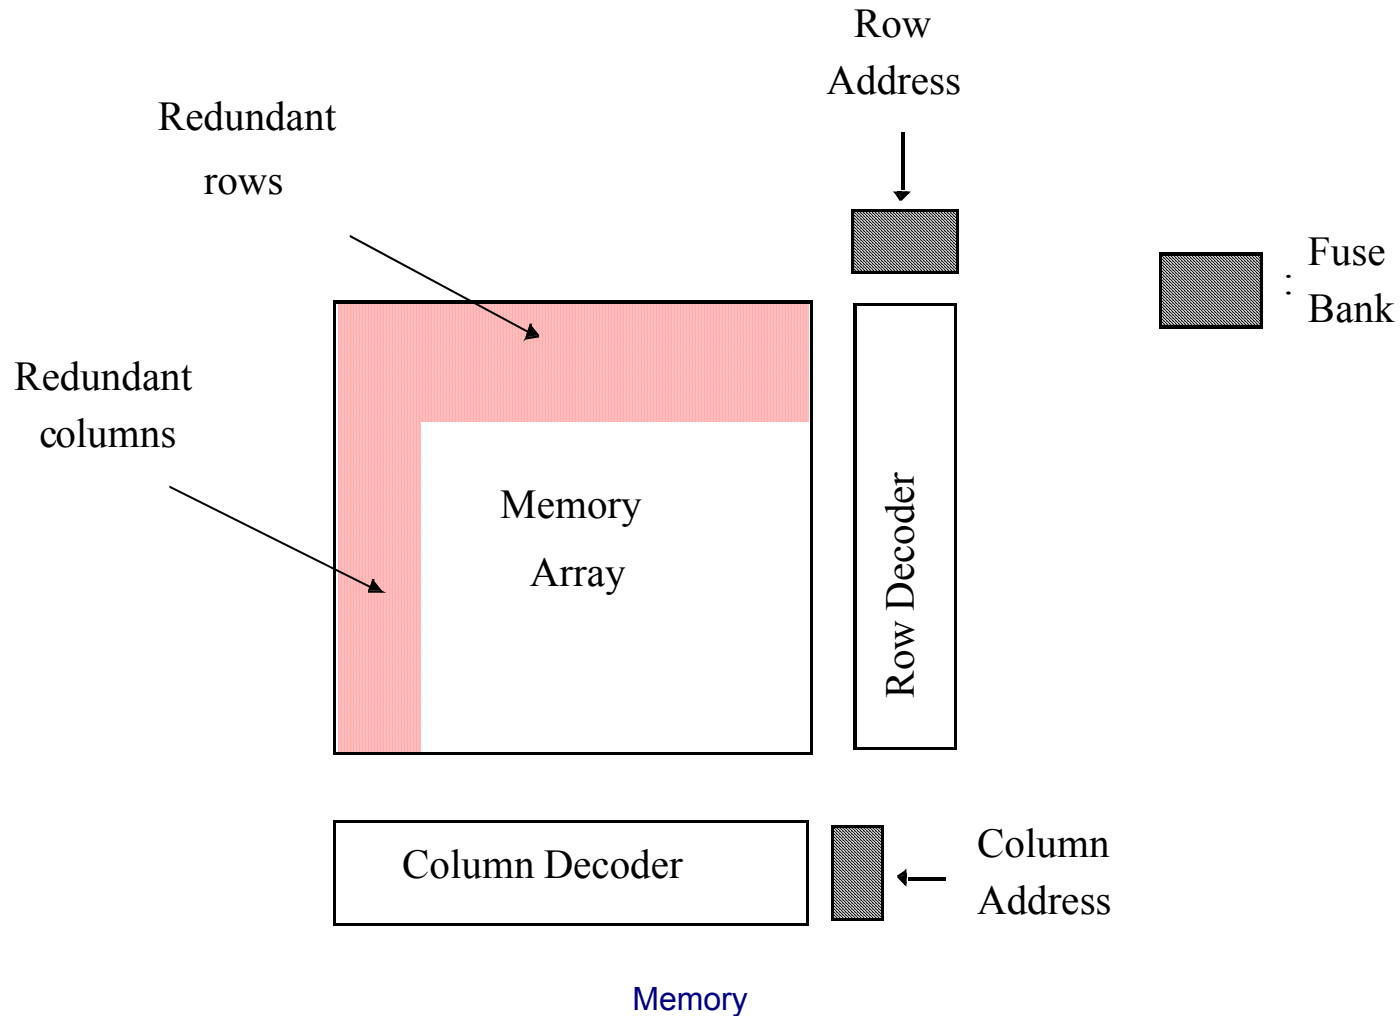 Row
Address
Redundant
rows
: Fuse
Bank
Redundant
columns
Memory
Array
Row Decoder
Column Decoder
Column
Address
Memory